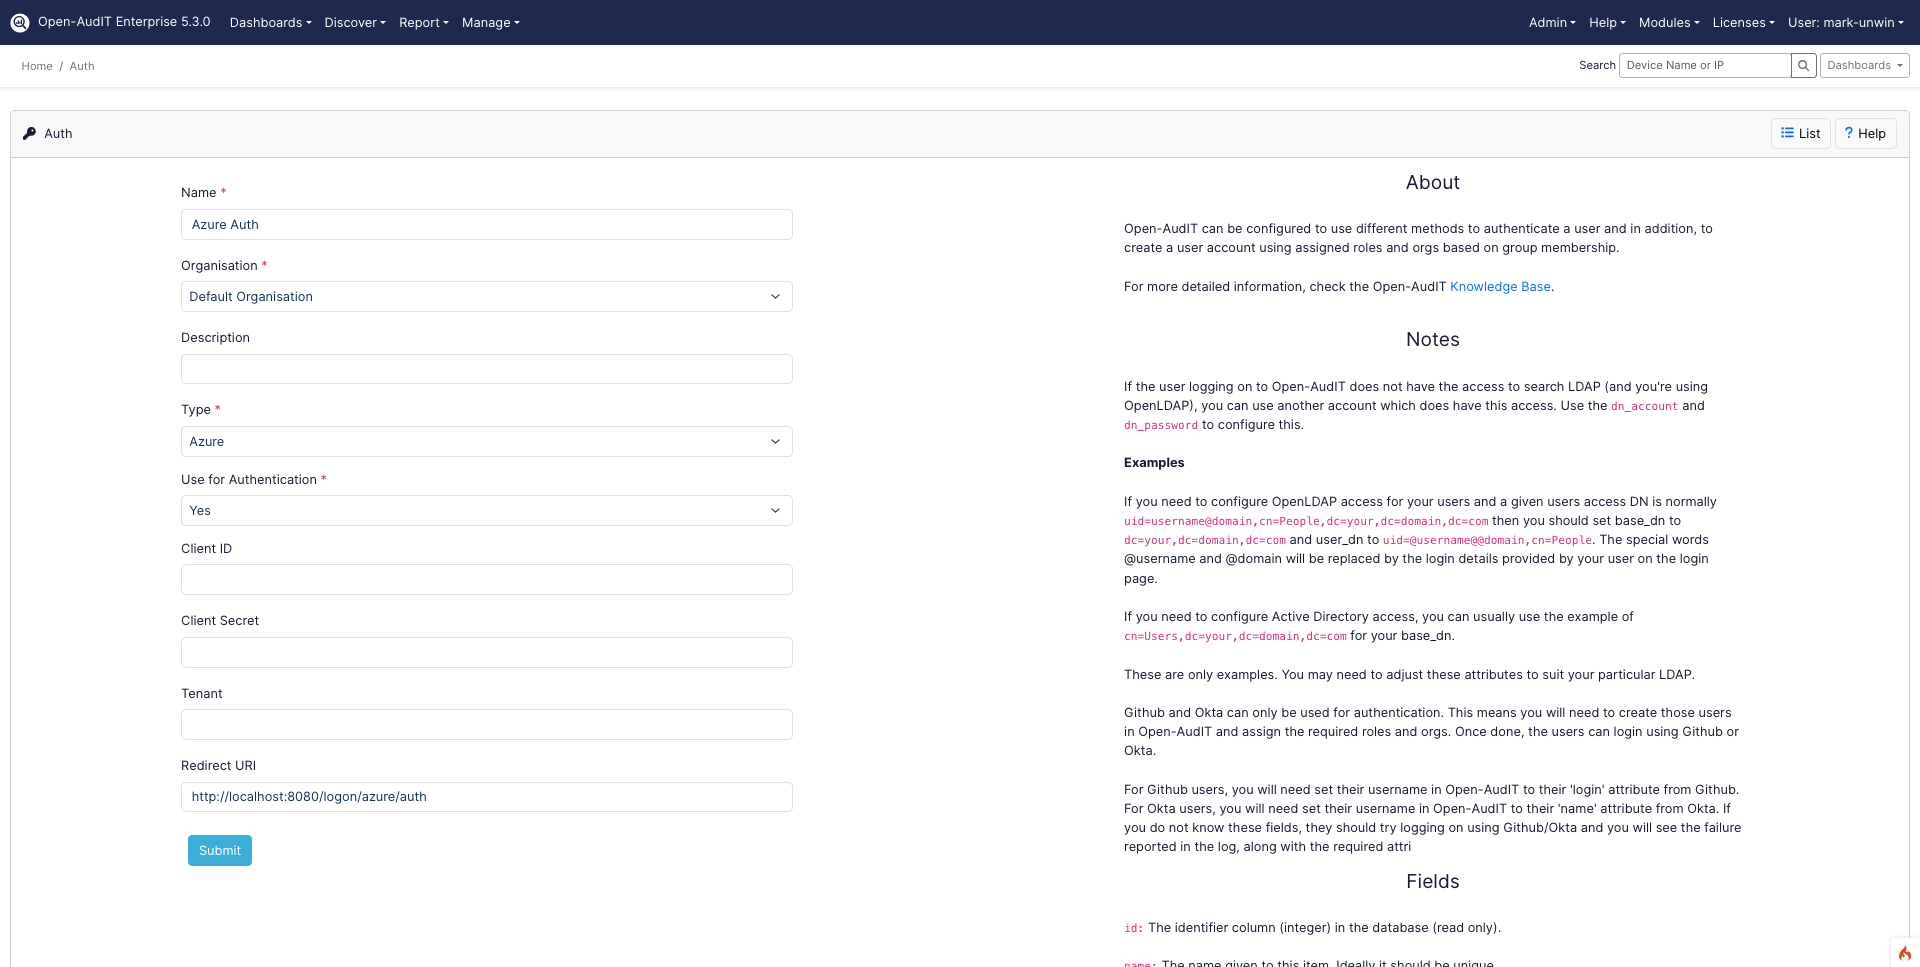 Open-AudIT Enterprise 5.3.0 Dashboards Discover Report Manage Admin Help Modules Licenses User: mark-unwin
Home / Auth Search Device Name or IP Dashboards
Auth List ? Help
Name *
Azure Auth
Organisation *
Default Organisation
Description
Type *
Azure
Use for Authentication *
Yes
Client ID
Client Secret
Tenant
Redirect URI
http://localhost:8080/logon/azure/auth
Submit
About
Open-AudIT can be configured to use different methods to authenticate a user and in addition, to
create a user account using assigned roles and orgs based on group membership.
For more detailed information, check the Open-AudIT Knowledge Base.
Notes
If the user logging on to Open-AudIT does not have the access to search LDAP (and you're using
OpenLDAP), you can use another account which does have this access. Use the dn_account and
dn_password to configure this.
Examples
If you need to configure OpenLDAP access for your users and a given users access DN is normally
uid=username@domain,cn=People,dc=your,dc=domain,dc=com then you should set base_dn to
dc=your,dc=domain,dc=com and user_dn to uid=@username@@domain,cn=People. The special words
@username and @domain will be replaced by the login details provided by your user on the login
page.
If you need to configure Active Directory access, you can usually use the example of
cn=Users,dc=your,dc=domain,dc=com for your base_dn.
These are only examples. You may need to adjust these attributes to suit your particular LDAP.
Github and Okta can only be used for authentication. This means you will need to create those users
in Open-AudIT and assign the required roles and orgs. Once done, the users can login using Github or
Okta.
For Github users, you will need set their username in Open-AudIT to their 'login' attribute from Github.
For Okta users, you will need set their username in Open-AudIT to their 'name' attribute from Okta. If
you do not know these fields, they should try logging on using Github/Okta and you will see the failure
reported in the log, along with the required attri
Fields
id: The identifier column (integer) in the database (read only).
name: The name given to this item. Ideally it should be unique.